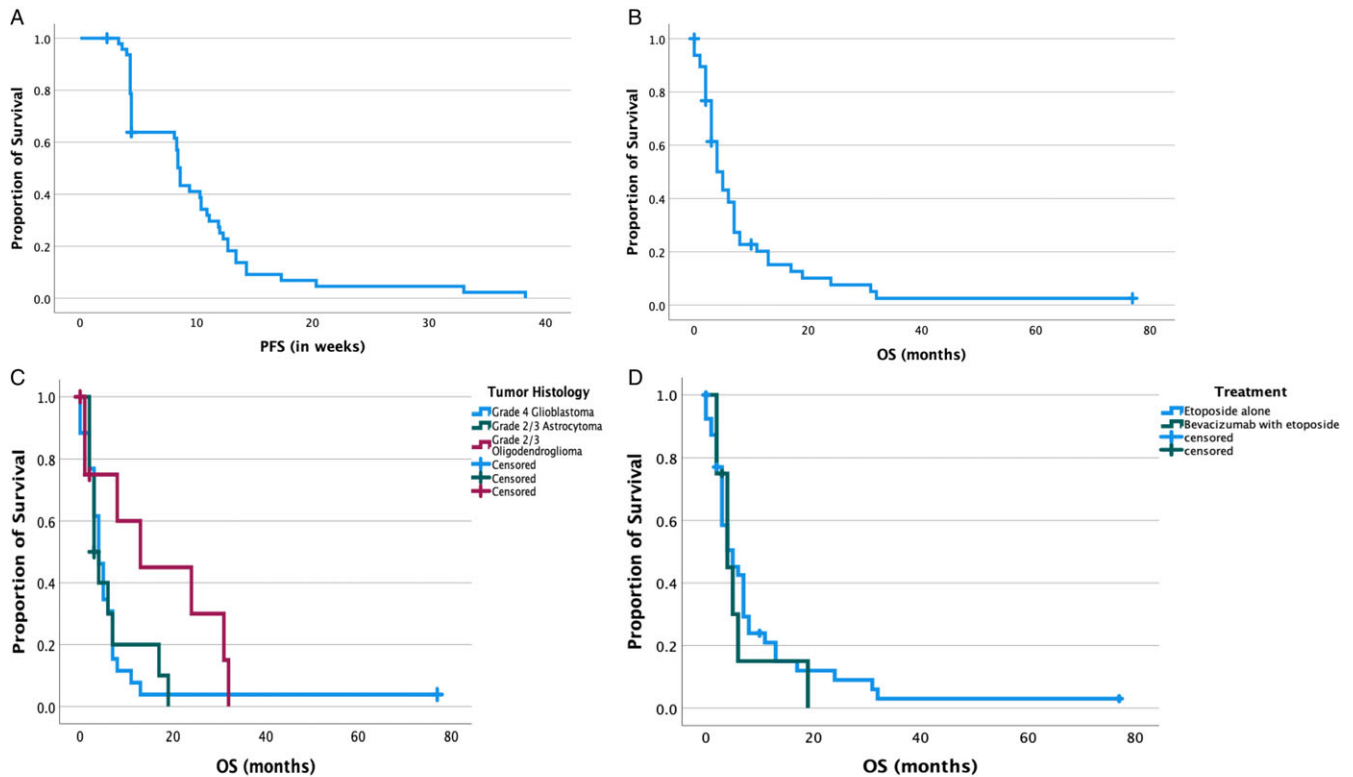 A
Proportion of Survival
1.0
0.8
0.6
0.4
0.2
0.0
0
10
20
30
40
PFS (in weeks)
B
Proportion of Survival
1.0
0.8
0.6
0.4
0.2
0.0
0
20
40
60
80
OS (months)
C
Proportion of Survival
1.0
0.8
0.6
0.4
0.2
0.0
0
20
40
60
80
OS (months)
Tumor Histology
Grade 4 Glioblastoma
Grade 2/3 Astrocytoma
Grade 2/3
Oligodendroglioma
Censored
Censored
Censored
D
Proportion of Survival
1.0
0.8
0.6
0.4
0.2
0.0
0
20
40
60
80
OS (months)
Treatment
Etoposide alone
Bevacizumab with etoposide
censored
censored